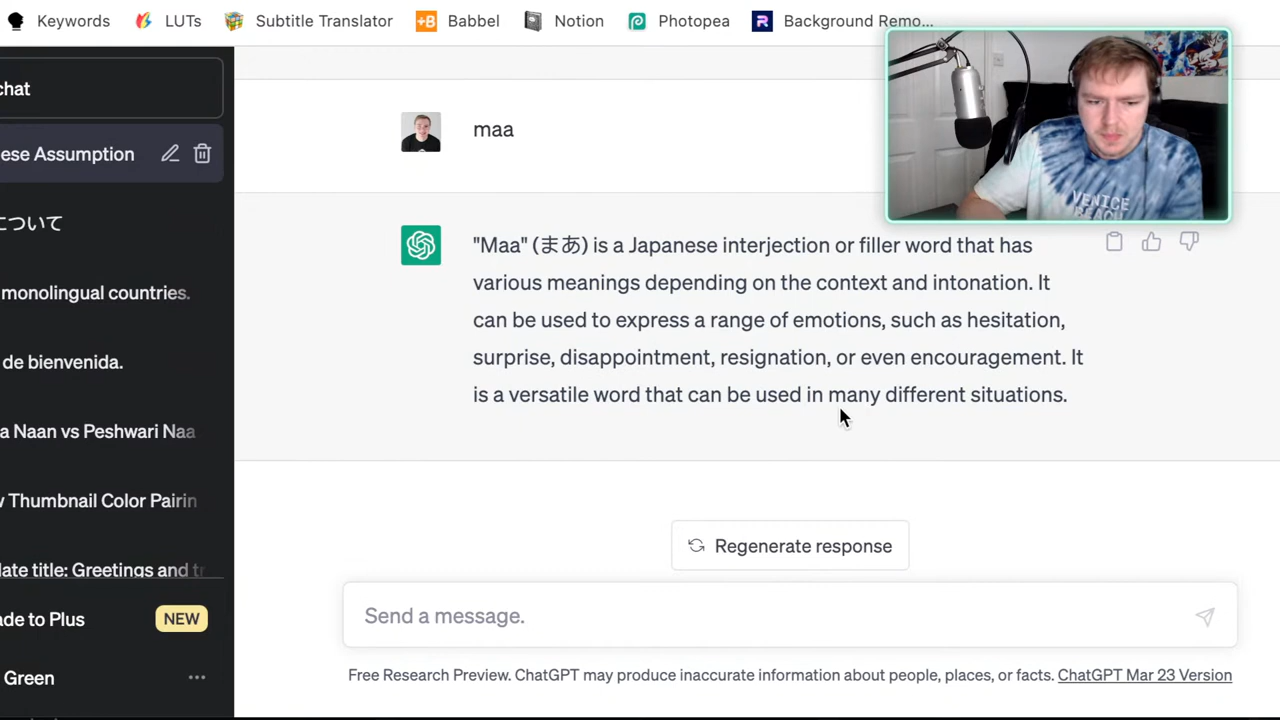 Keywords LUTs Subtitle Translator +B Babbel Notion Photopea R Background Remo...
chat
ese Assumption
について
monolingual countries.
de bienvenida.
a Naan vs Peshwari Naa
Thumbnail Color Pairin
late title: Greetings and tr
ade to Plus NEW
Green
maa
"Maa" (まあ) is a Japanese interjection or filler word that has
various meanings depending on the context and intonation. It
can be used to express a range of emotions, such as hesitation,
surprise, disappointment, resignation, or even encouragement. It
is a versatile word that can be used in many different situations.
VENICE
BEACH
Regenerate response
Send a message.
Free Research Preview. ChatGPT may produce inaccurate information about people, places, or facts. ChatGPT Mar 23 Version